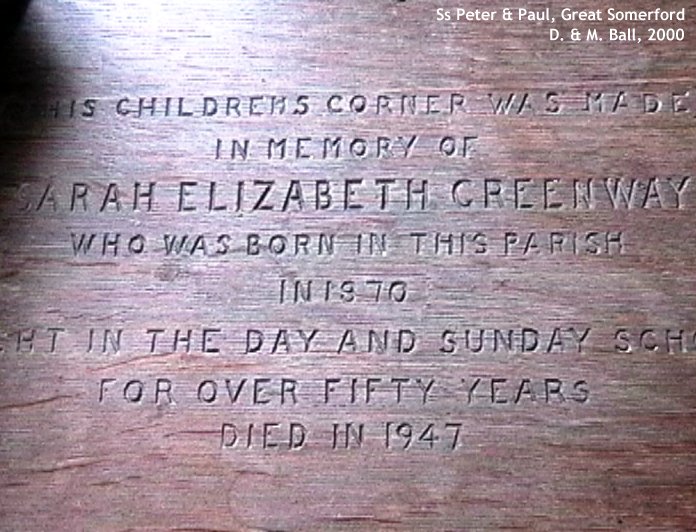 Ss Peter & Paul, Great Somerford
D. & M. Ball, 2000
HIS CHILDRENS CORNER WAS MADE
IN MEMORY OF
SARAH ELIZABETH GREENWAY
WHO WAS BORN IN THIS PARISH
IN 1870
HT IN THE DAY AND SUNDAY SCHO
FOR OVER FIFTY YEARS
DIED IN 1947